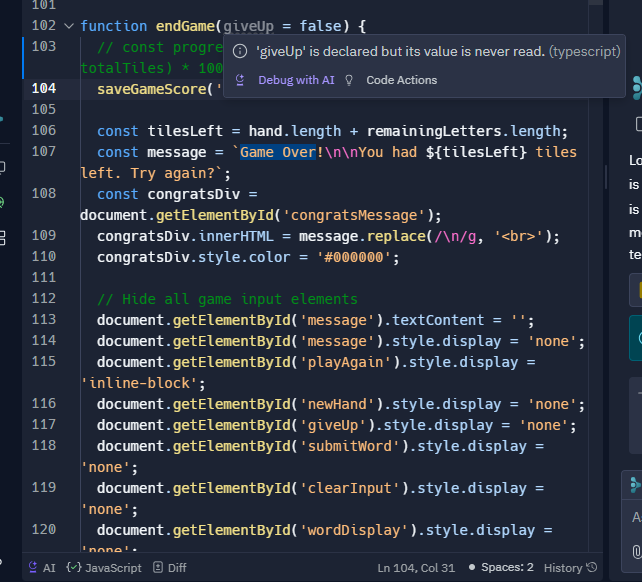 101
102 function endGame(giveUp = false) {
103 // const progre
totalTiles) * 100
'giveUp' is declared but its value is never read. (typescript)
Debug with AI Code Actions
104 saveGameScore('
105
106 const tilesLeft = hand.length + remainingLetters.length;
107 const message = `Game Over!\n\nYou had ${tilesLeft} tiles
left. Try again?`;
108 const congratsDiv =
document.getElementById('congratsMessage');
109 congratsDiv.innerHTML = message.replace(/\n/g, '<br>');
110 congratsDiv.style.color = '#000000';
111
112 // Hide all game input elements
113 document.getElementById('message').textContent = '';
114 document.getElementById('message').style.display = 'none';
115 document.getElementById('playAgain').style.display =
'inline-block';
116 document.getElementById('newHand').style.display = 'none';
117 document.getElementById('giveUp').style.display = 'none';
118 document.getElementById('submitWord').style.display =
'none';
119 document.getElementById('clearInput').style.display =
'none';
120 document.getElementById('wordDisplay').style.display =
'none';
AI JavaScript Diff Ln 104, Col 31 Spaces: 2 History
Lo
is
is
te